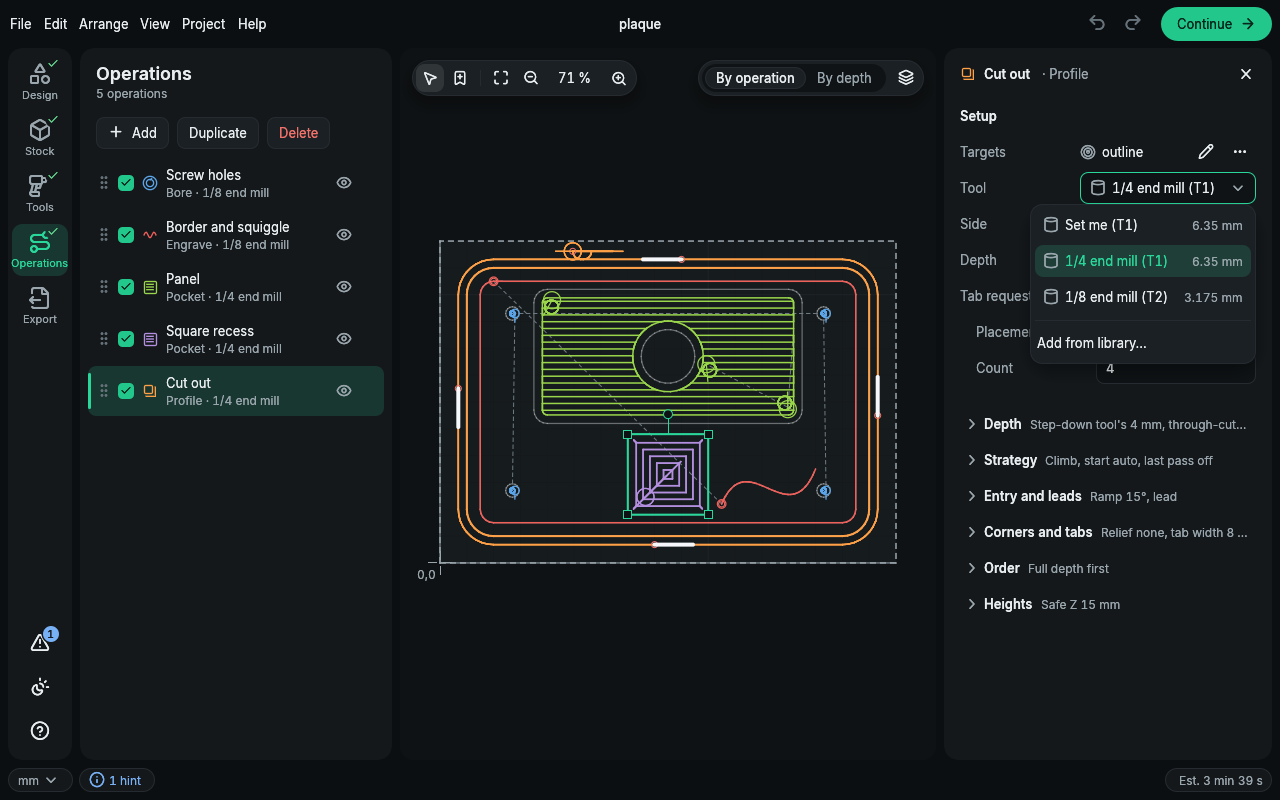 File Edit Arrange View Project Help
plaque
Continue
Design
Stock
Tools
Operations
Export
1
Operations
5 operations
Add
Duplicate
Delete
Screw holes
Bore · 1/8 end mill
Border and squiggle
Engrave · 1/8 end mill
Panel
Pocket · 1/4 end mill
Square recess
Pocket · 1/4 end mill
Cut out
Profile · 1/4 end mill
71 %
By operation
By depth
0,0
Cut out · Profile
Setup
Targets
outline
Tool
1/4 end mill (T1)
Side
Set me (T1) 6.35 mm
Depth
1/4 end mill (T1) 6.35 mm
1/8 end mill (T2) 3.175 mm
Add from library...
Count
4
Depth Step-down tool's 4 mm, through-cut...
Strategy Climb, start auto, last pass off
Entry and leads Ramp 15°, lead
Corners and tabs Relief none, tab width 8 ...
Order Full depth first
Heights Safe Z 15 mm
mm
1 hint
Est. 3 min 39 s